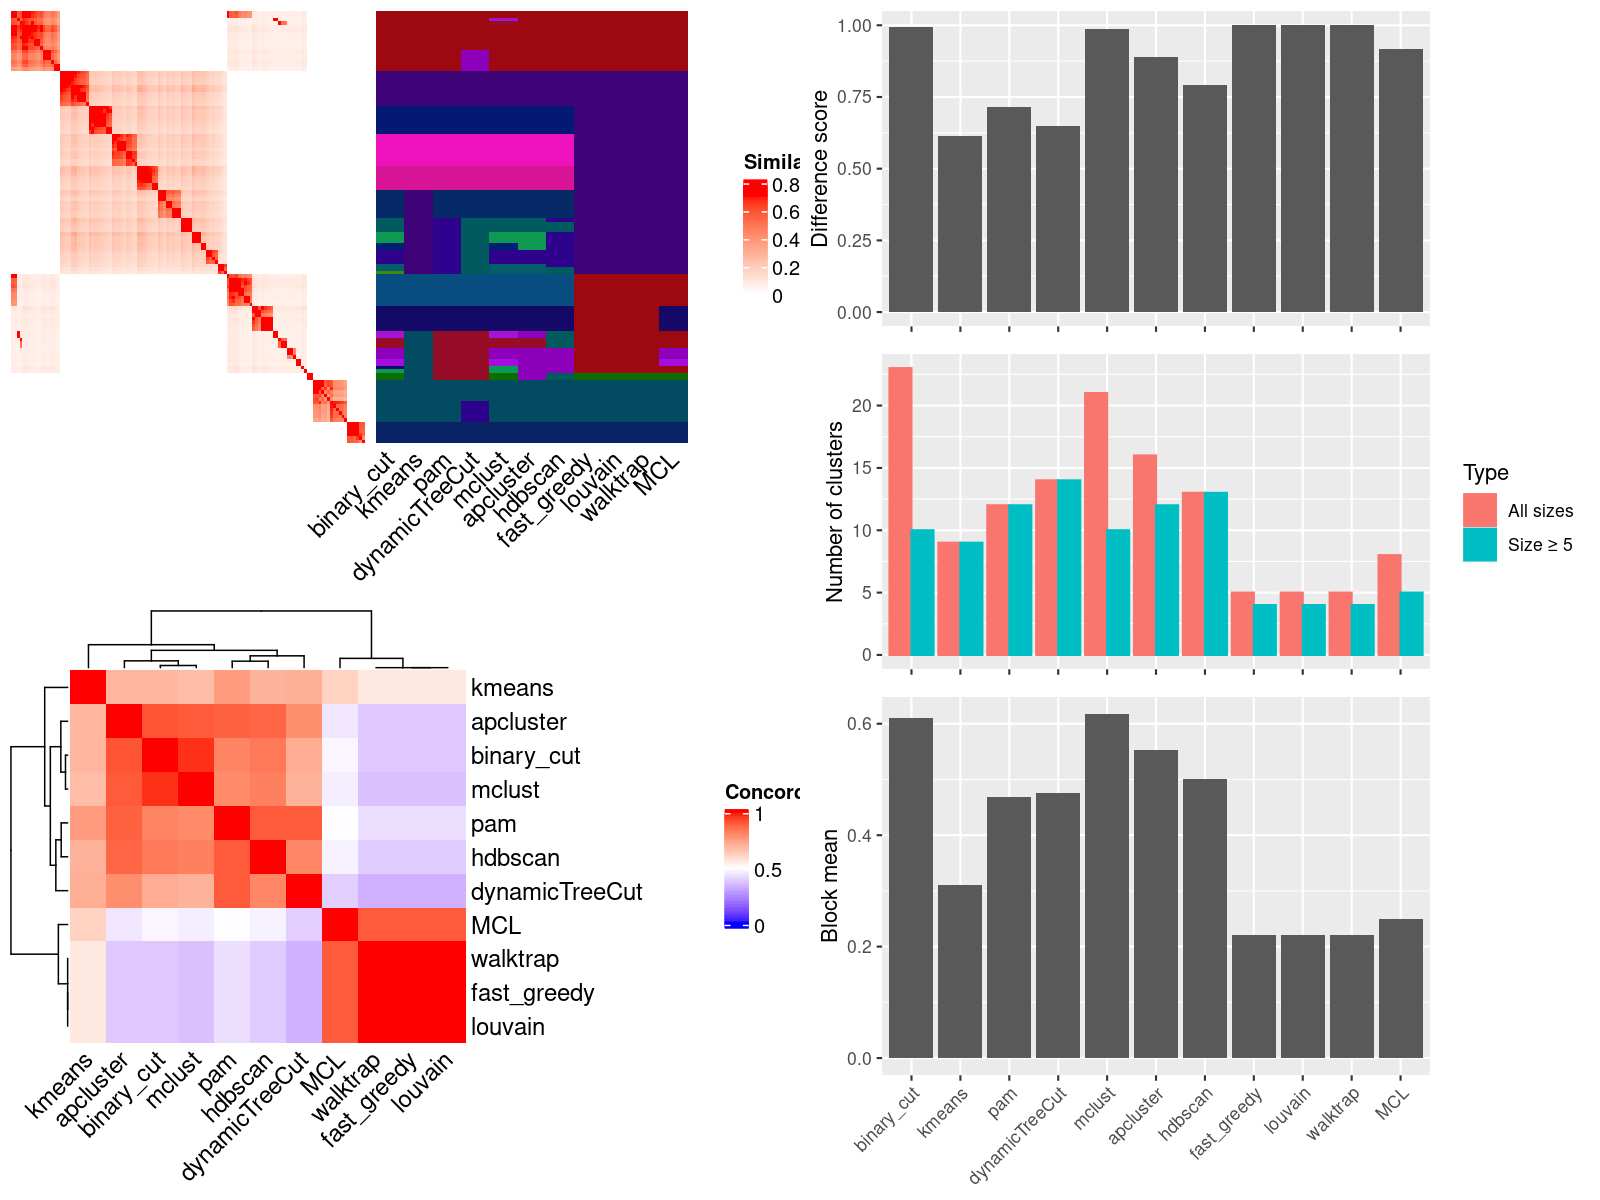 Simila
0.8
0.6
0.4
0.2
0
binary_cut
kmeans
pam
dynamicTreeCut
mclust
apcluster
hdbscan
fast_greedy
louvain
walktrap
MCL
kmeans
apcluster
binary_cut
mclust
pam
hdbscan
dynamicTreeCut
MCL
walktrap
fast_greedy
louvain
kmeans
apcluster
binary_cut
mclust
pam
hdbscan
dynamicTreeCut
MCL
walktrap
fast_greedy
louvain
Concord
1
0.5
0
Difference score
1.00
0.75
0.50
0.25
0.00
Number of clusters
20
15
10
5
0
Type
All sizes
Size ≥ 5
Block mean
0.6
0.4
0.2
0.0
binary_cut
kmeans
pam
dynamicTreeCut
mclust
apcluster
hdbscan
fast_greedy
louvain
walktrap
MCL